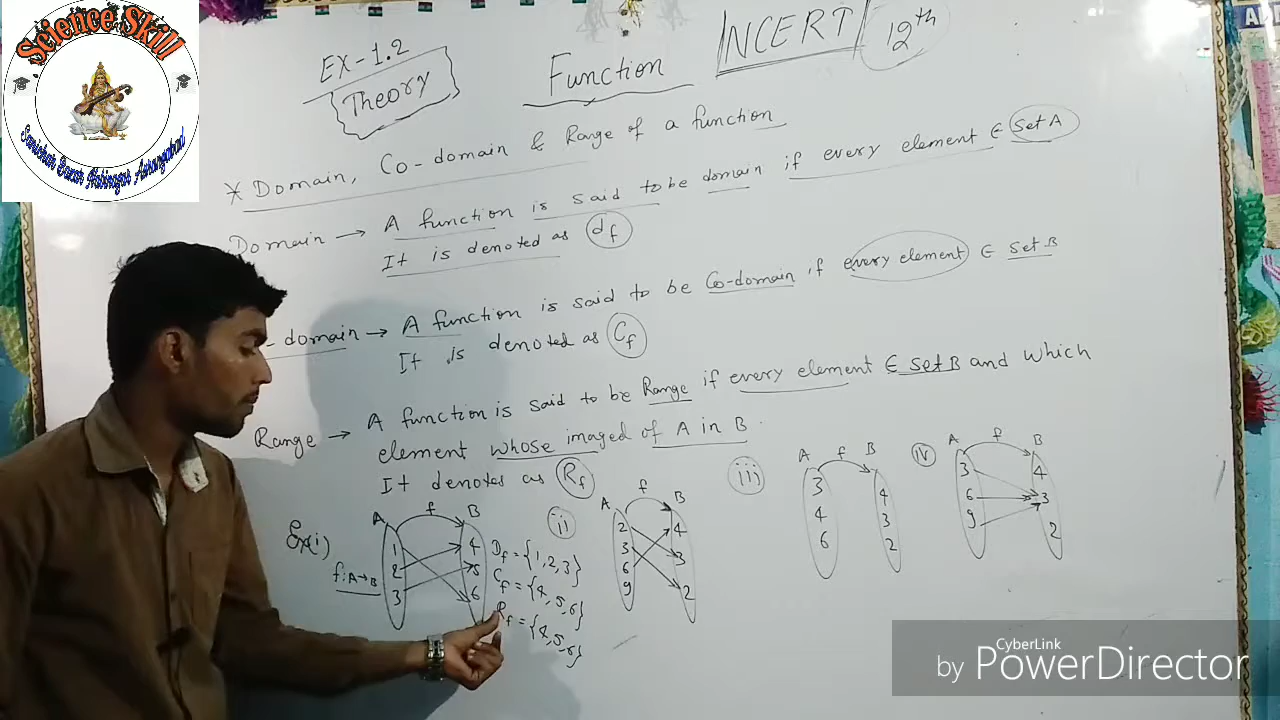 Science Skill
EX-1.2
Theory
Function
NCERT
12th
* Domain, Co-domain & Range of a function
Domain → A function is said to be domain if every element ∈ Set A
It is denoted as df
- domain → A function is said to be Co-domain if every element ∈ Set B
It is denoted as Cf
Range → A function is said to be Range if every element ∈ set B and which
element whose imaged of A in B.
It denotes as Rf
Ex(i)
f:A→B
A f B
1 4
2 5
3 6
Df = {1,2,3}
Cf = {4,5,6}
Rf = {4,5,6}
ii)
A f B
2 4
3 3
6 2
9
iii)
A f B
3 4
4 3
6 2
iv)
A f B
3 4
6 3
9 2
CyberLink
by PowerDirector
AD